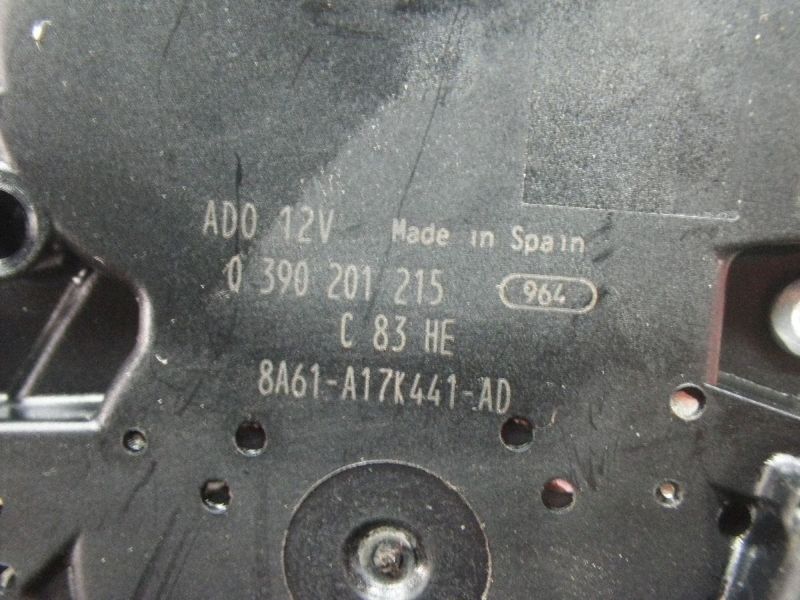 ADO 12V Made in Spain
0 390 201 215 964
C 83 HE
8A61-A17K441-AD